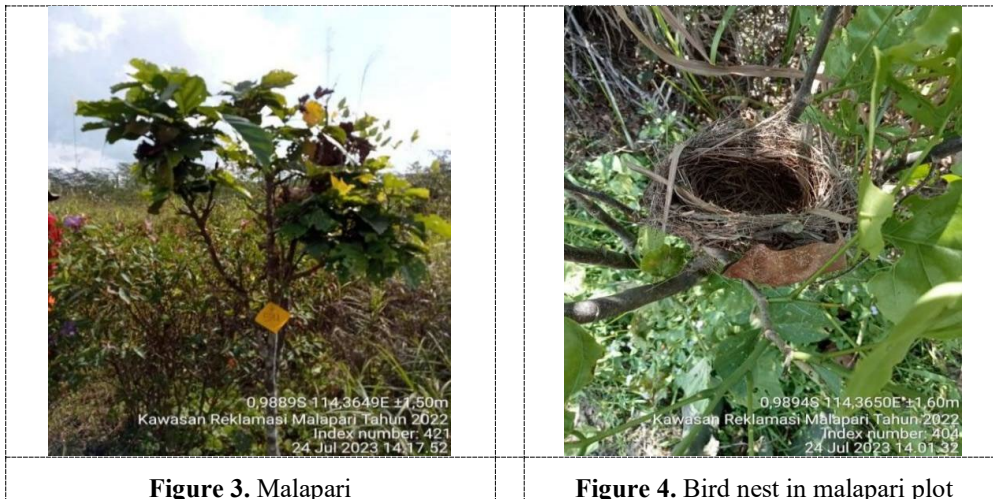 0,9889S 114,3649E ±1,50m
Kawasan Reklamasi Malapari Tahun 2022
Index number: 421
24 Jul 2023 14.17.52
0,9894S 114,3650E ±1,60m
Kawasan Reklamasi Malapari Tahun 2022
Index number: 404
24 Jul 2023 14.01.32
Figure 3. Malapari
Figure 4. Bird nest in malapari plot